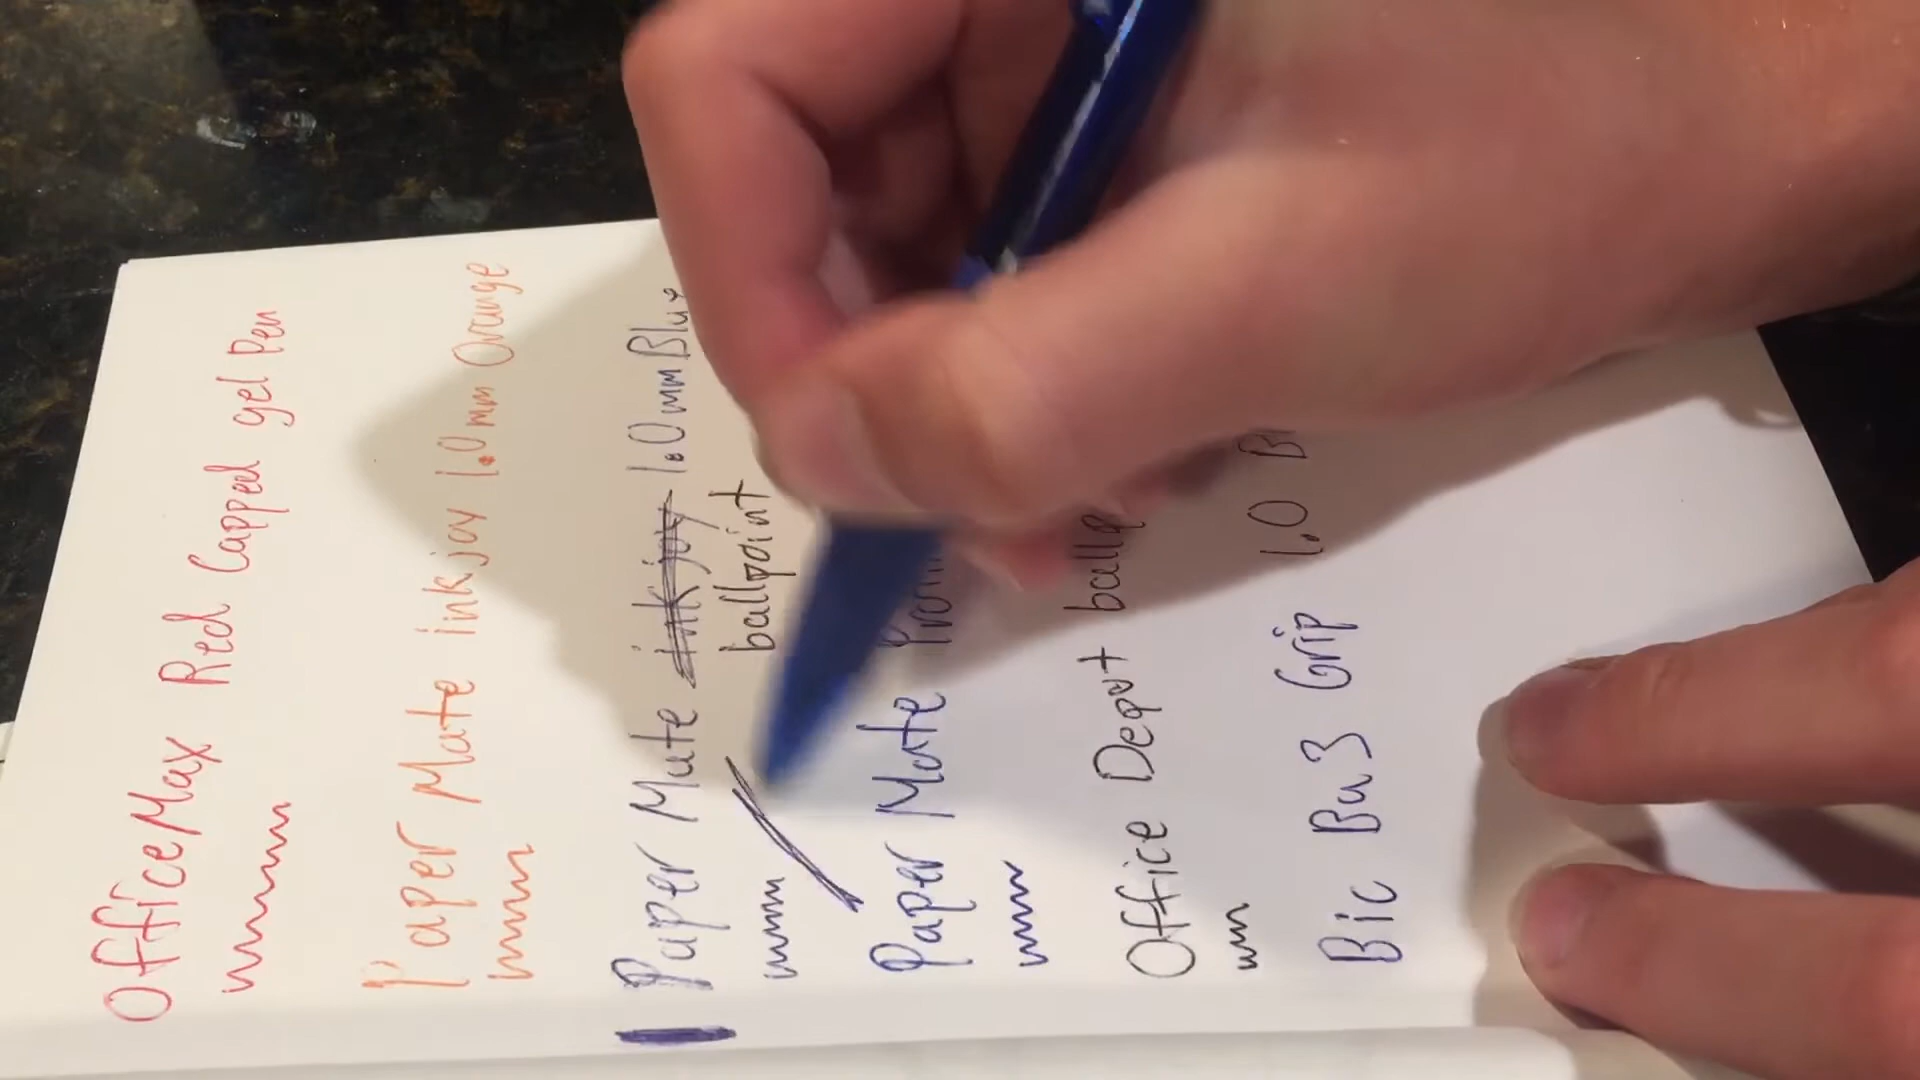 OfficeMax Red Capped gel Pen
Paper Mate inkjoy 1.0mm Orange
Paper Mate inkjoy 1.0mm Blue
ballpoint
Paper Mate
Office Depot
Bic Bu3 Grip 1.0